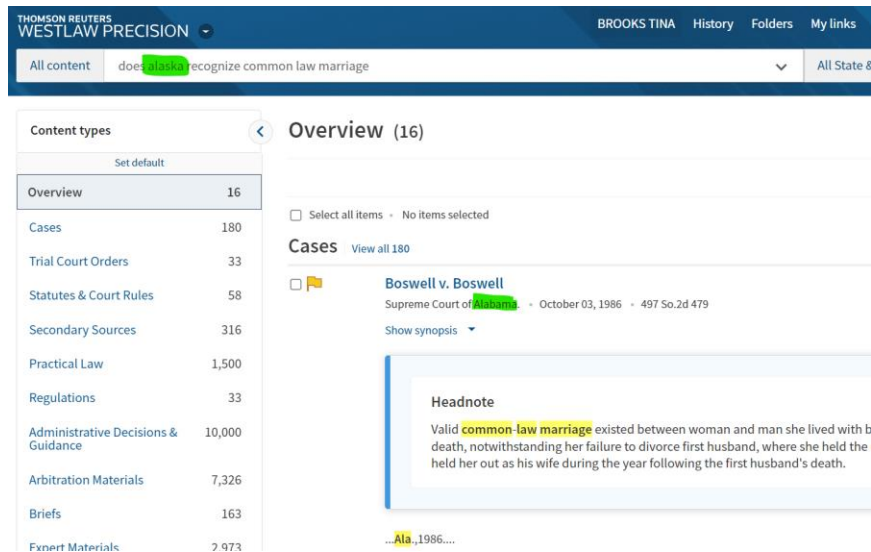 THOMSON REUTERS
WESTLAW PRECISION
BROOKS TINA History Folders My links
All content does alaska recognize common law marriage All State &
Content types
Set default
Overview 16
Cases 180
Trial Court Orders 33
Statutes & Court Rules 58
Secondary Sources 316
Practical Law 1,500
Regulations 33
Administrative Decisions & 10,000
Guidance
Arbitration Materials 7,326
Briefs 163
Expert Materials 2,973
Overview (16)
Select all items • No items selected
Cases View all 180
Boswell v. Boswell
Supreme Court of Alabama. • October 03, 1986 • 497 So.2d 479
Show synopsis
Headnote
Valid common-law marriage existed between woman and man she lived with b
death, notwithstanding her failure to divorce first husband, where she held the
held her out as his wife during the year following the first husband's death.
...Ala.,1986....